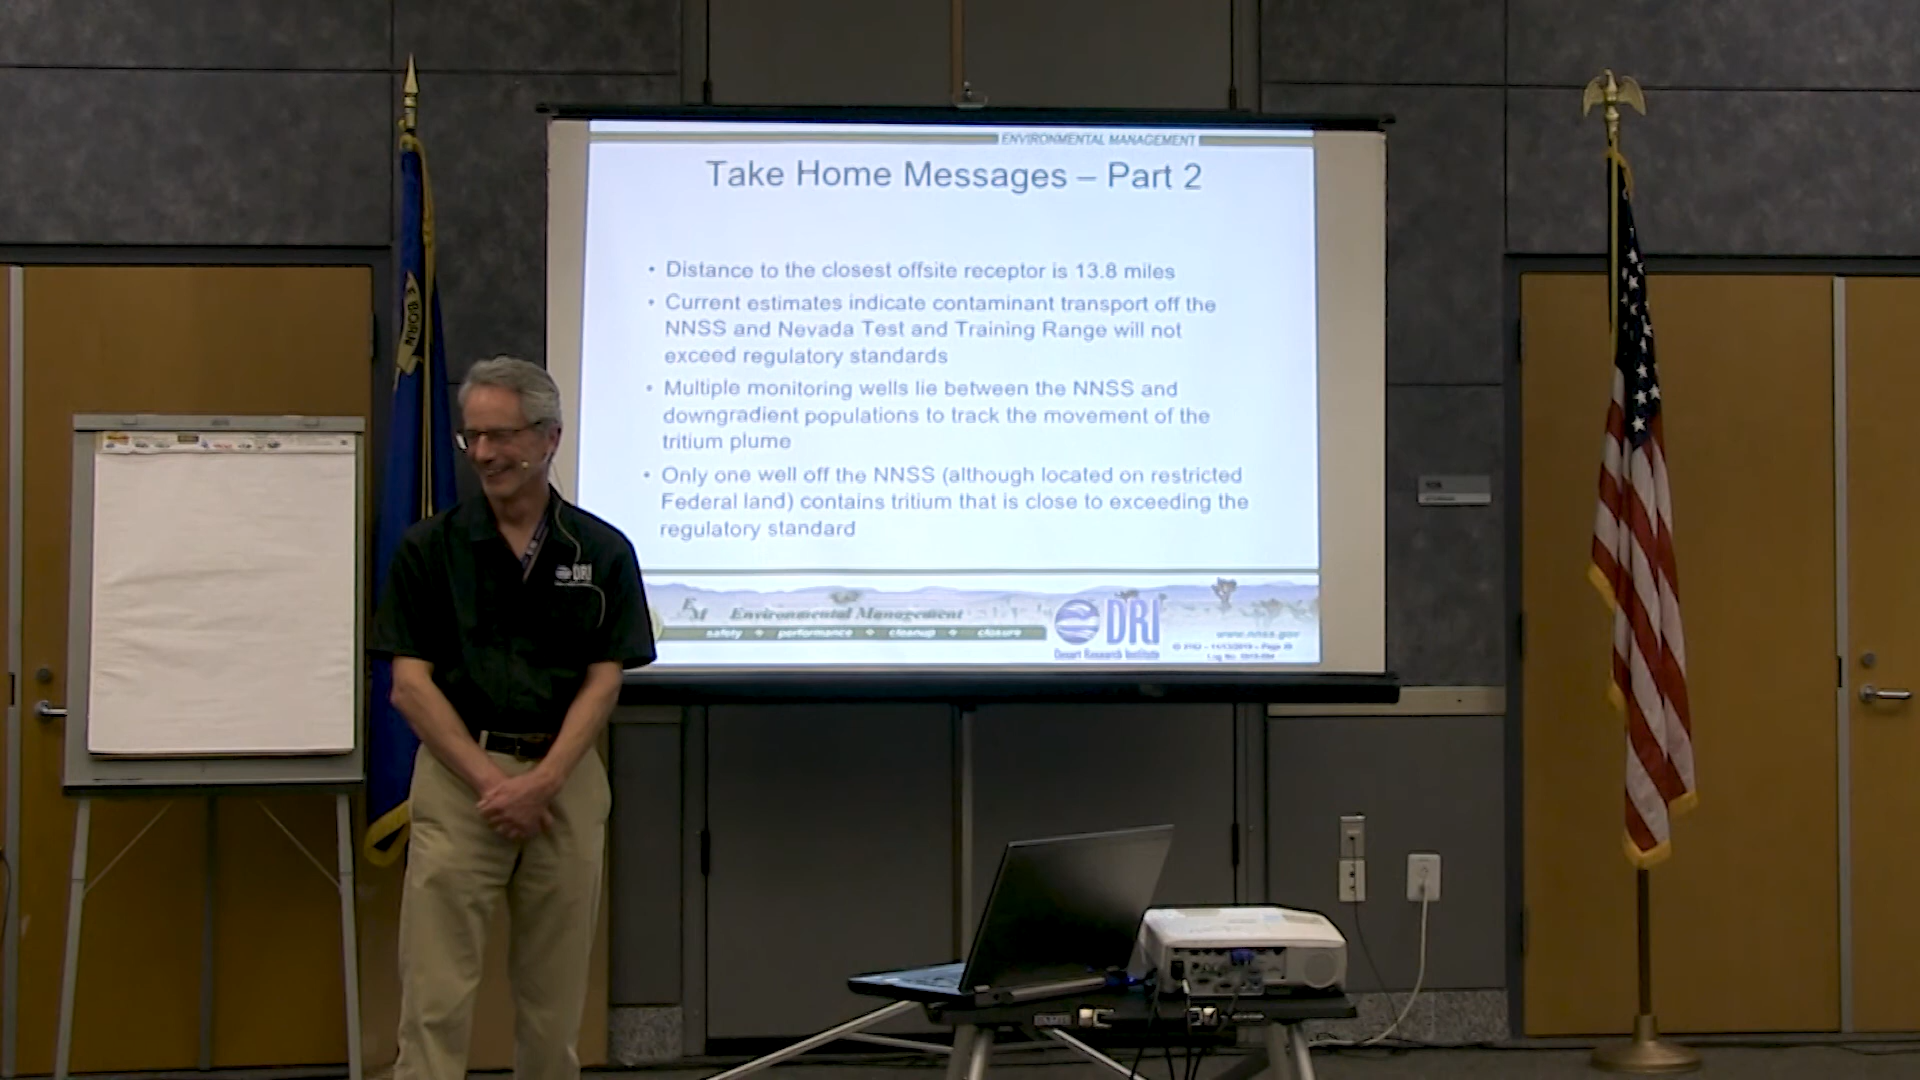 ENVIRONMENTAL MANAGEMENT
Take Home Messages – Part 2
• Distance to the closest offsite receptor is 13.8 miles
• Current estimates indicate contaminant transport off the
NNSS and Nevada Test and Training Range will not
exceed regulatory standards
• Multiple monitoring wells lie between the NNSS and
downgradient populations to track the movement of the
tritium plume
• Only one well off the NNSS (although located on restricted
Federal land) contains tritium that is close to exceeding the
regulatory standard
EM Environmental Management
safety performance cleanup closure
DRI
Desert Research Institute
www.nnss.gov
DRI
BORN